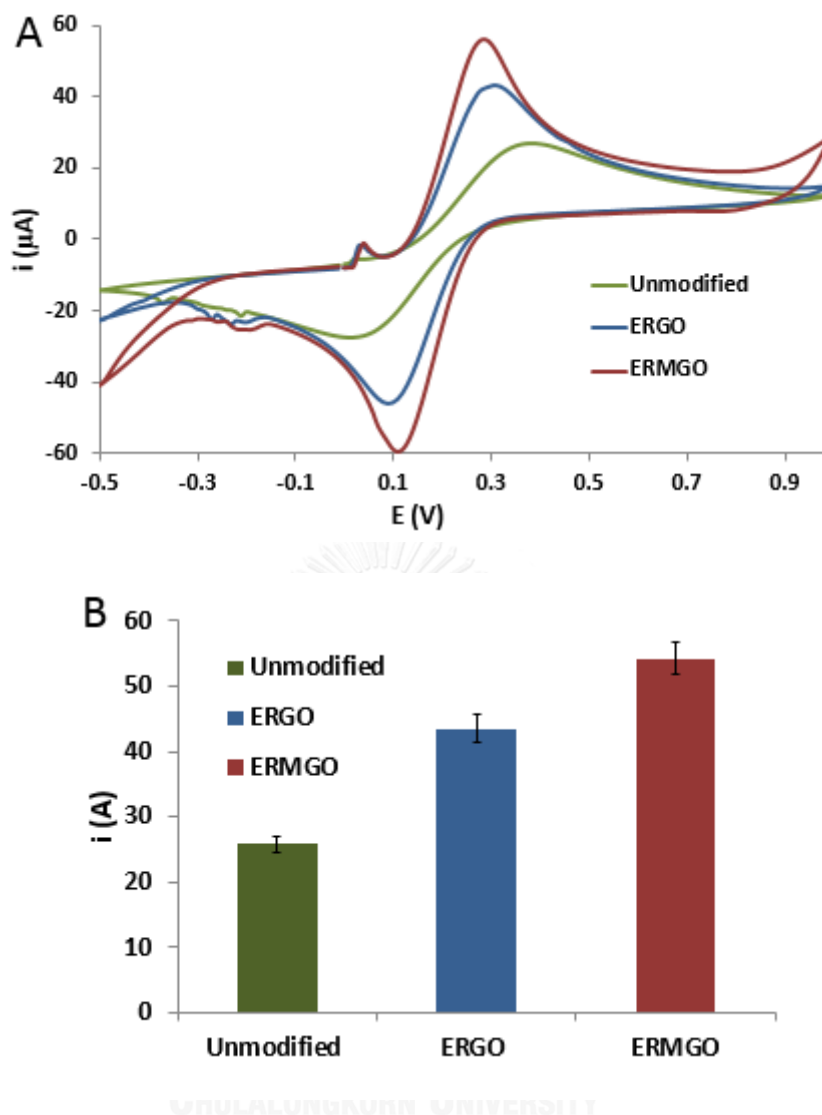 A
60
40
20
0
-20
-40
-60
i (µA)
-0.5 -0.3 -0.1 0.1 0.3 0.5 0.7 0.9
E (V)
Unmodified
ERGO
ERMGO
B
60
50
40
30
20
10
0
i (A)
Unmodified
ERGO
ERMGO
Unmodified ERGO ERMGO
CHULALONGKORN UNIVERSITY